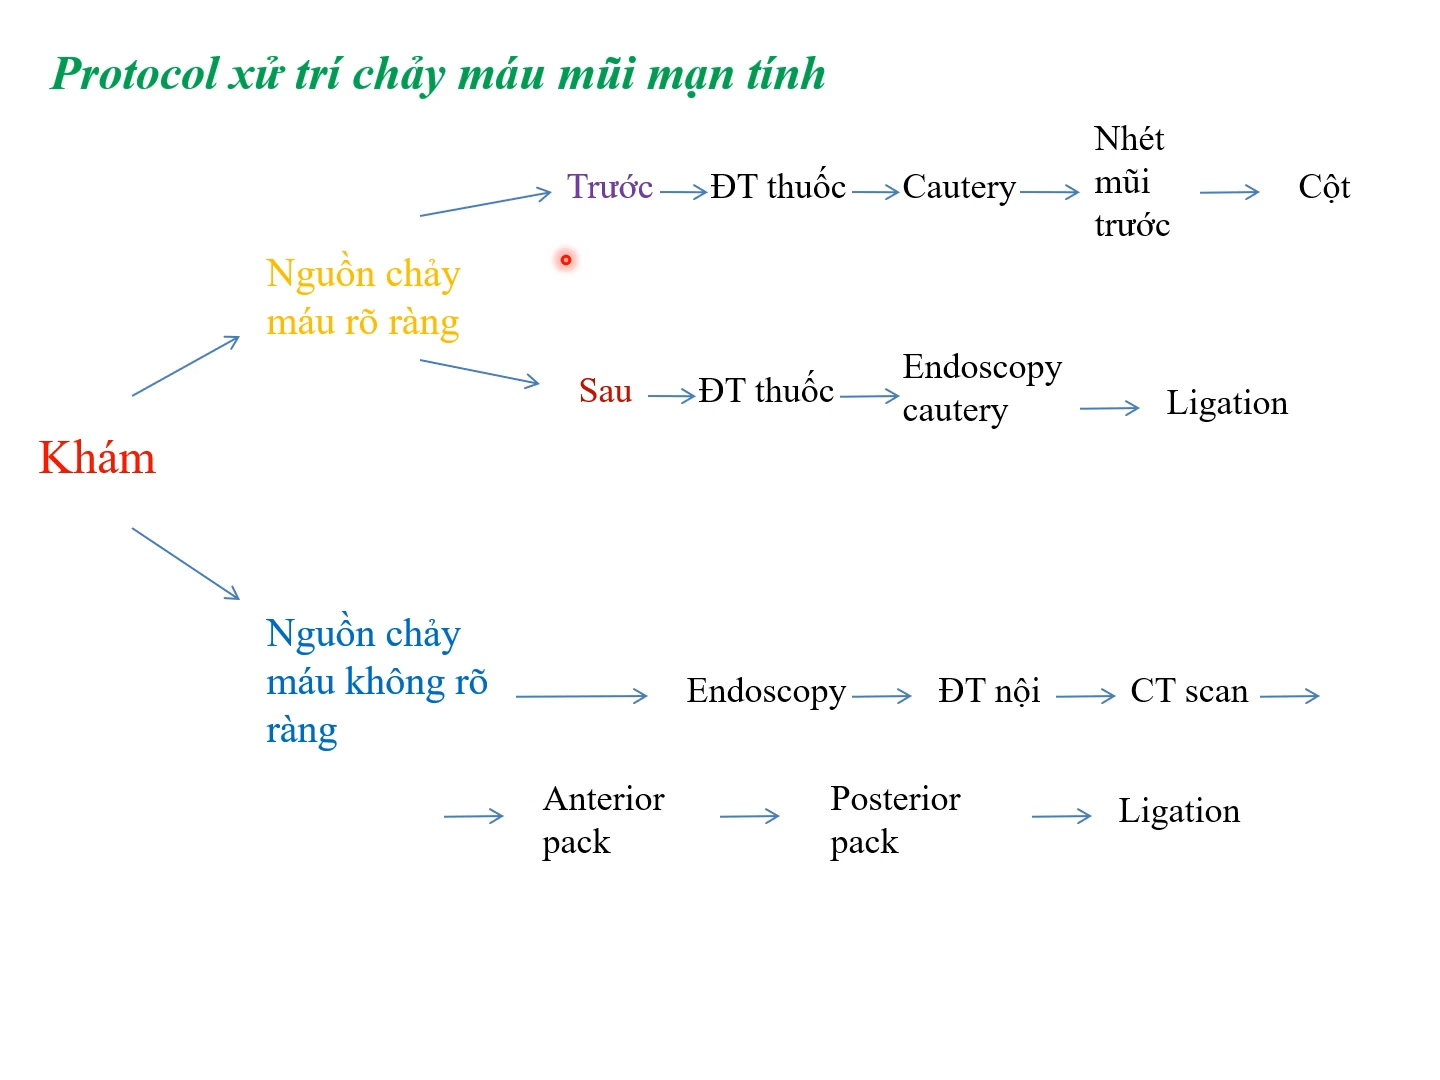 Protocol xử trí chảy máu mũi mạn tính
Nhét
mũi
trước
Trước
ĐT thuốc
Cautery
Cột
Nguồn chảy
máu rõ ràng
Sau
ĐT thuốc
Endoscopy
cautery
Ligation
Khám
Nguồn chảy
máu không rõ
ràng
Endoscopy
ĐT nội
CT scan
Anterior
pack
Posterior
pack
Ligation